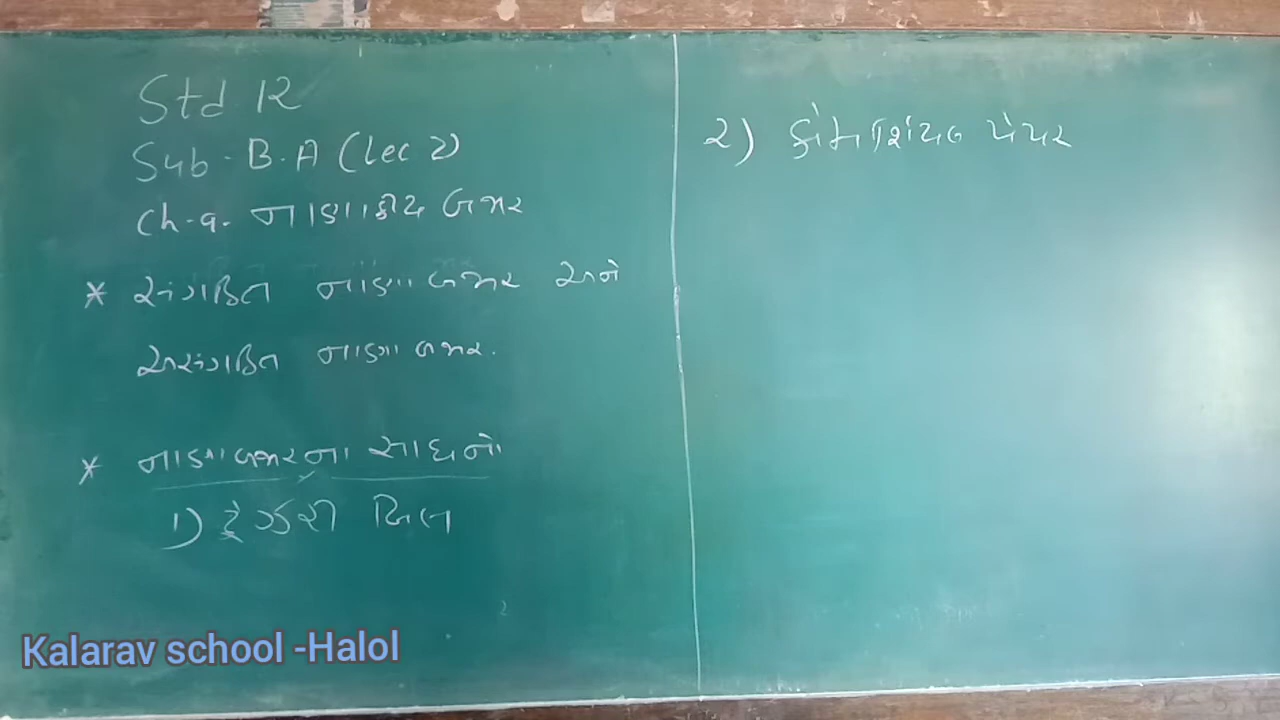 Std 12
Sub - B.A (Lec 2)
Ch-9. નાણાકીય બજાર
* સંગઠિત નાણા બજાર અને
અસંગઠિત નાણા બજાર.
* નાણાબજારના સાધનો
1) ટ્રેઝરી બિલ
૨) કોમર્શિયલ પેપર
Kalarav school -Halol